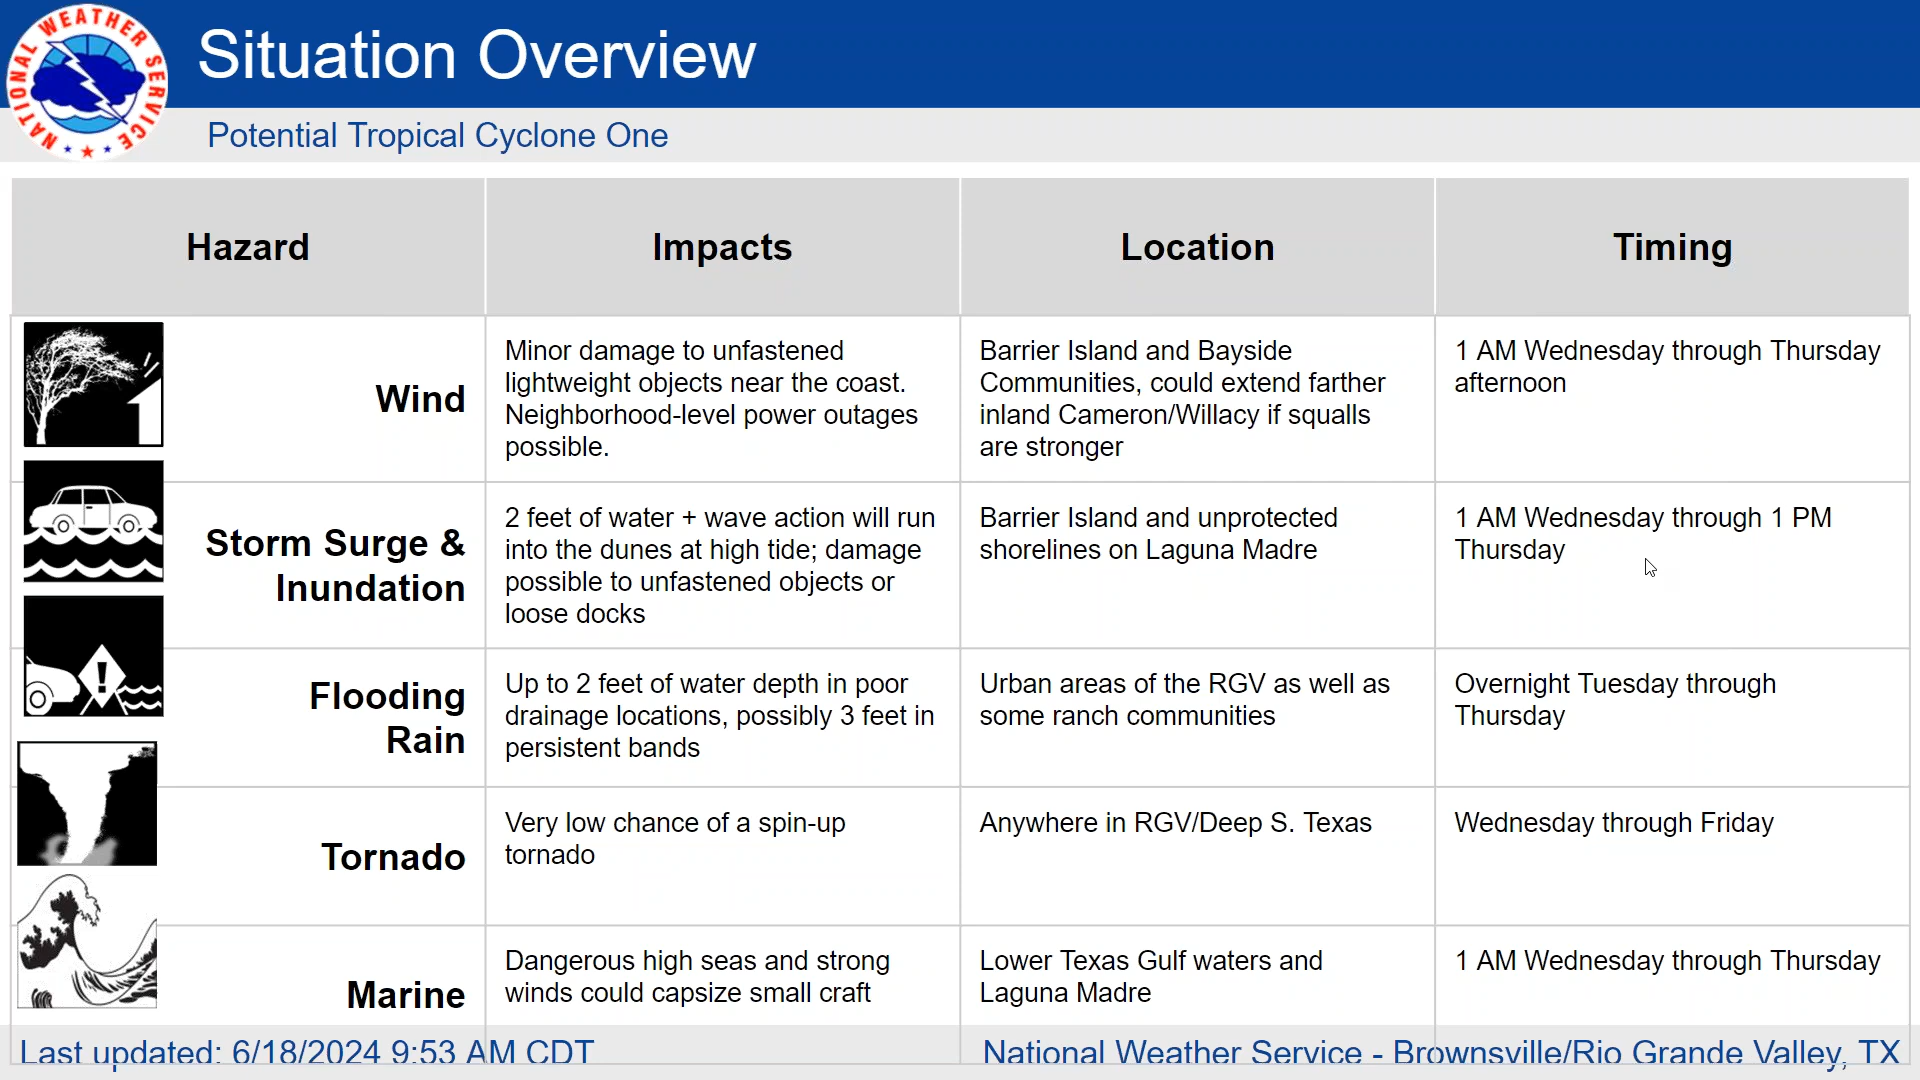 NATIONAL WEATHER SERVICE
Situation Overview
Potential Tropical Cyclone One
Hazard
Impacts
Location
Timing
Wind
Minor damage to unfastened
lightweight objects near the coast.
Neighborhood-level power outages
possible.
Barrier Island and Bayside
Communities, could extend farther
inland Cameron/Willacy if squalls
are stronger
1 AM Wednesday through Thursday
afternoon
Storm Surge &
Inundation
2 feet of water + wave action will run
into the dunes at high tide; damage
possible to unfastened objects or
loose docks
Barrier Island and unprotected
shorelines on Laguna Madre
1 AM Wednesday through 1 PM
Thursday
Flooding
Rain
Up to 2 feet of water depth in poor
drainage locations, possibly 3 feet in
persistent bands
Urban areas of the RGV as well as
some ranch communities
Overnight Tuesday through
Thursday
Tornado
Very low chance of a spin-up
tornado
Anywhere in RGV/Deep S. Texas
Wednesday through Friday
Marine
Dangerous high seas and strong
winds could capsize small craft
Lower Texas Gulf waters and
Laguna Madre
1 AM Wednesday through Thursday
Last updated: 6/18/2024 9:53 AM CDT
National Weather Service - Brownsville/Rio Grande Valley, TX